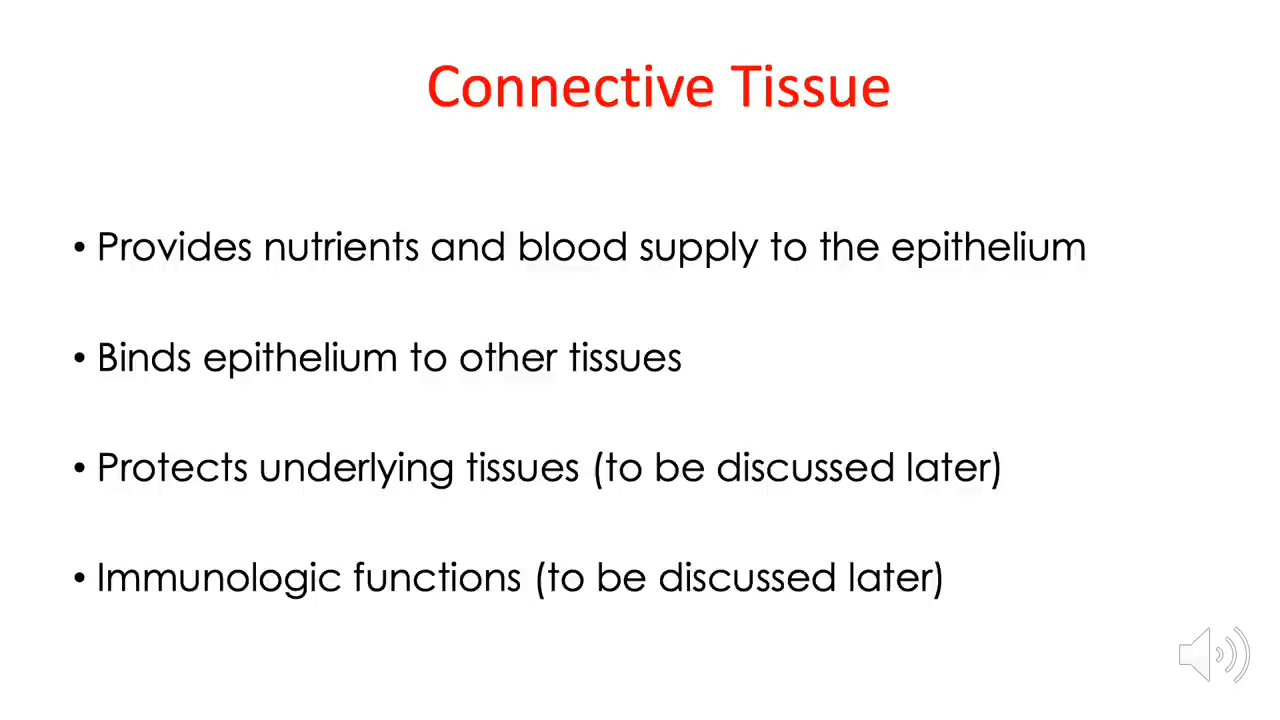 Connective Tissue
• Provides nutrients and blood supply to the epithelium
• Binds epithelium to other tissues
• Protects underlying tissues (to be discussed later)
• Immunologic functions (to be discussed later)